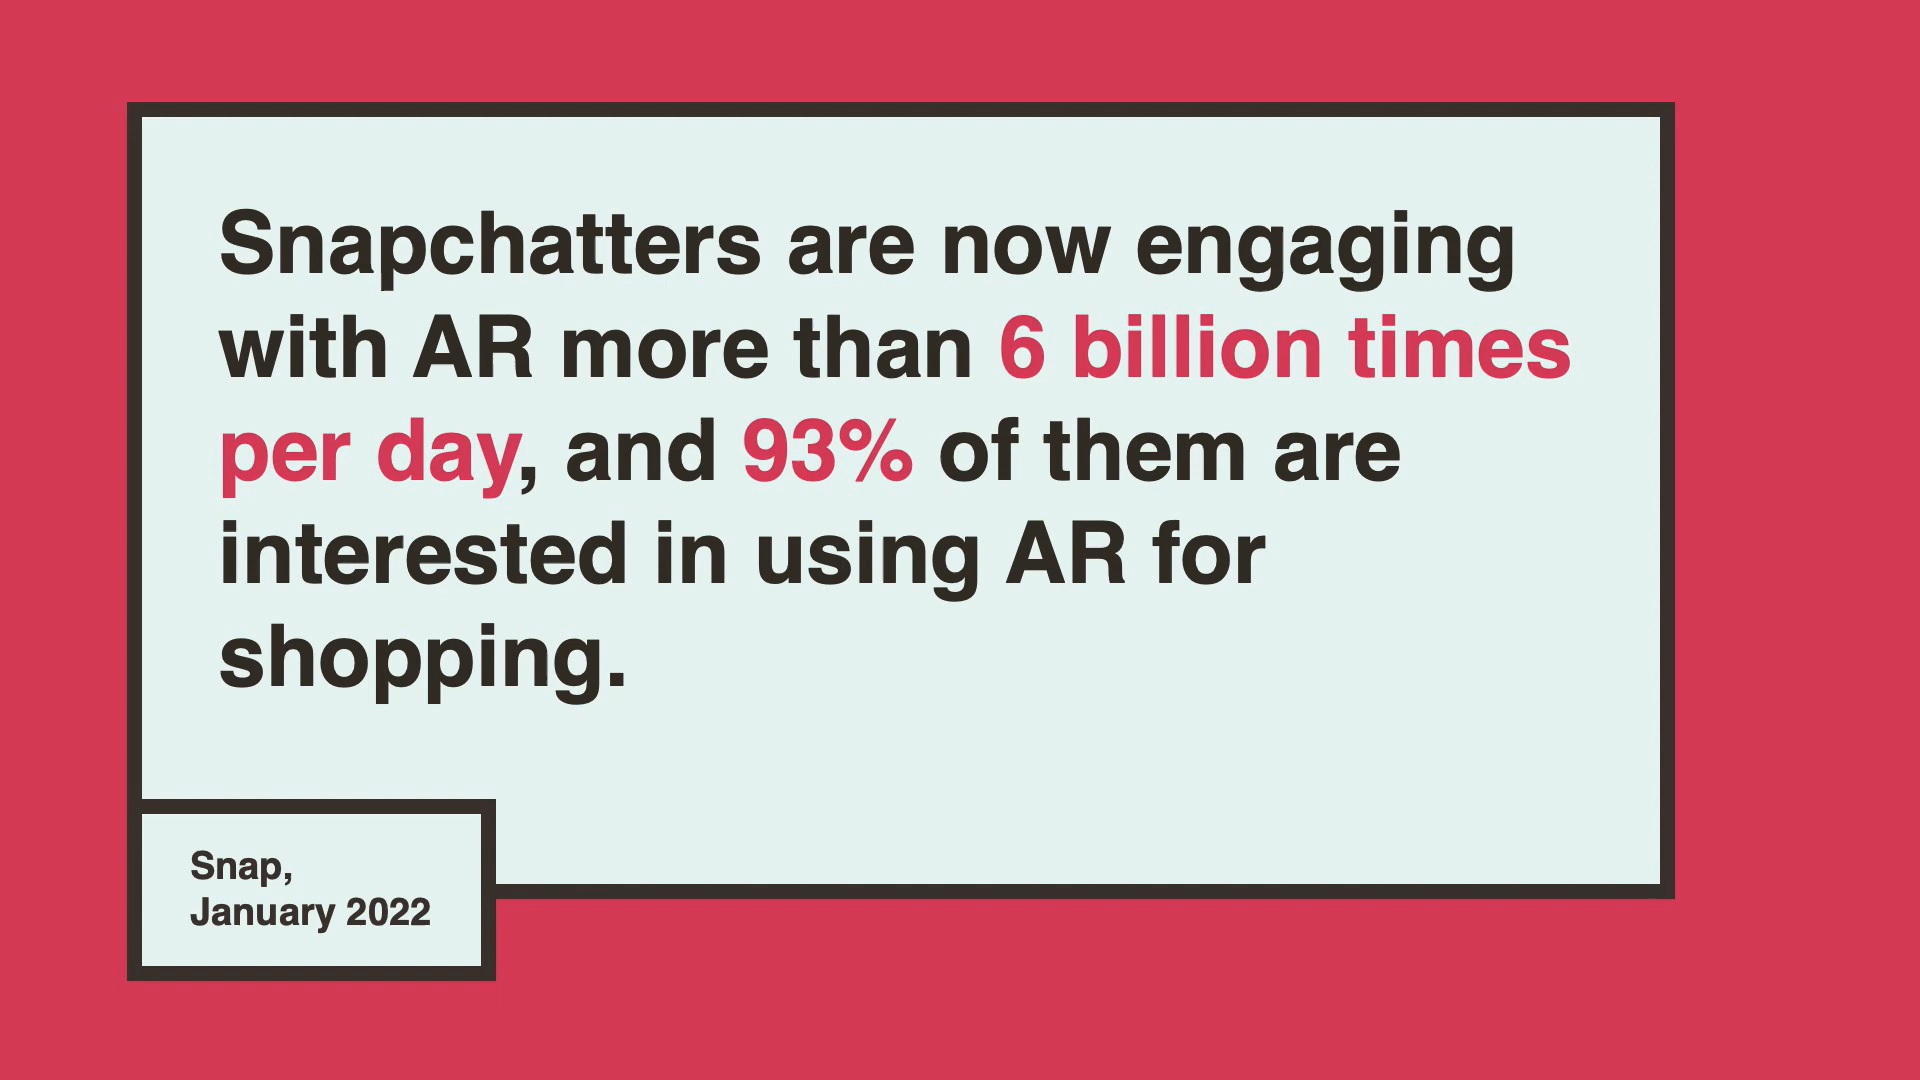 Snapchatters are now engaging
with AR more than 6 billion times
per day, and 93% of them are
interested in using AR for
shopping.
Snap,
January 2022